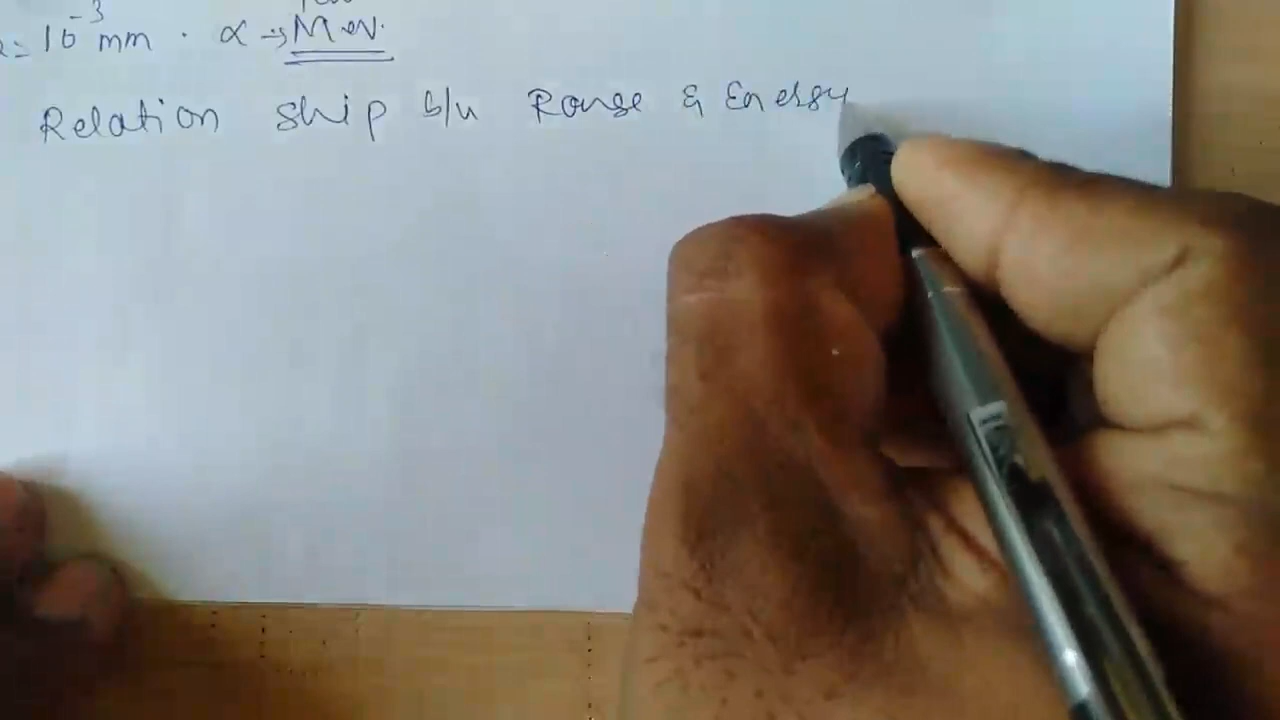 = 10⁻³ mm . α → MeV.
Relation ship b/w Range & Energy